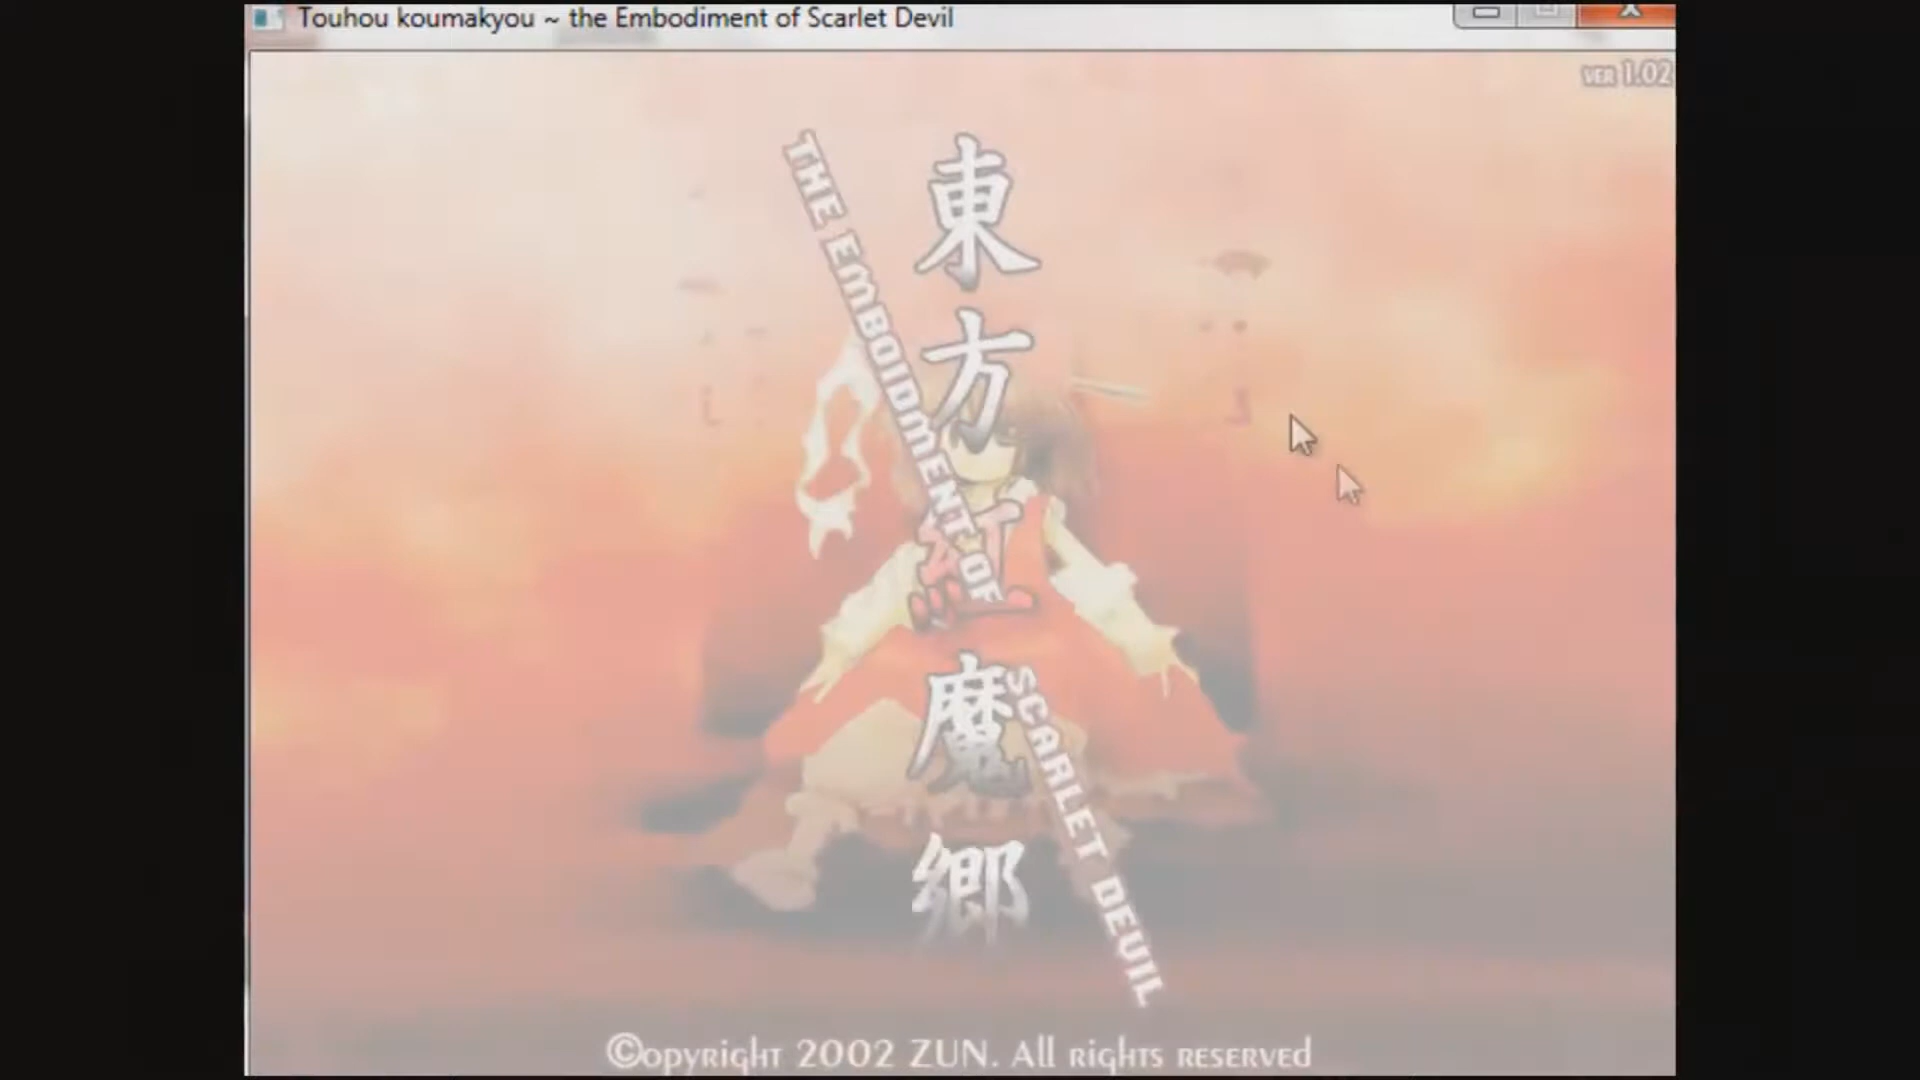 Touhou koumakyou ~ the Embodiment of Scarlet Devil
ver 1.02
東方紅魔郷
THE EMBOIDMENT OF SCARLET DEVIL
©opyright 2002 ZUN. All rights reserved